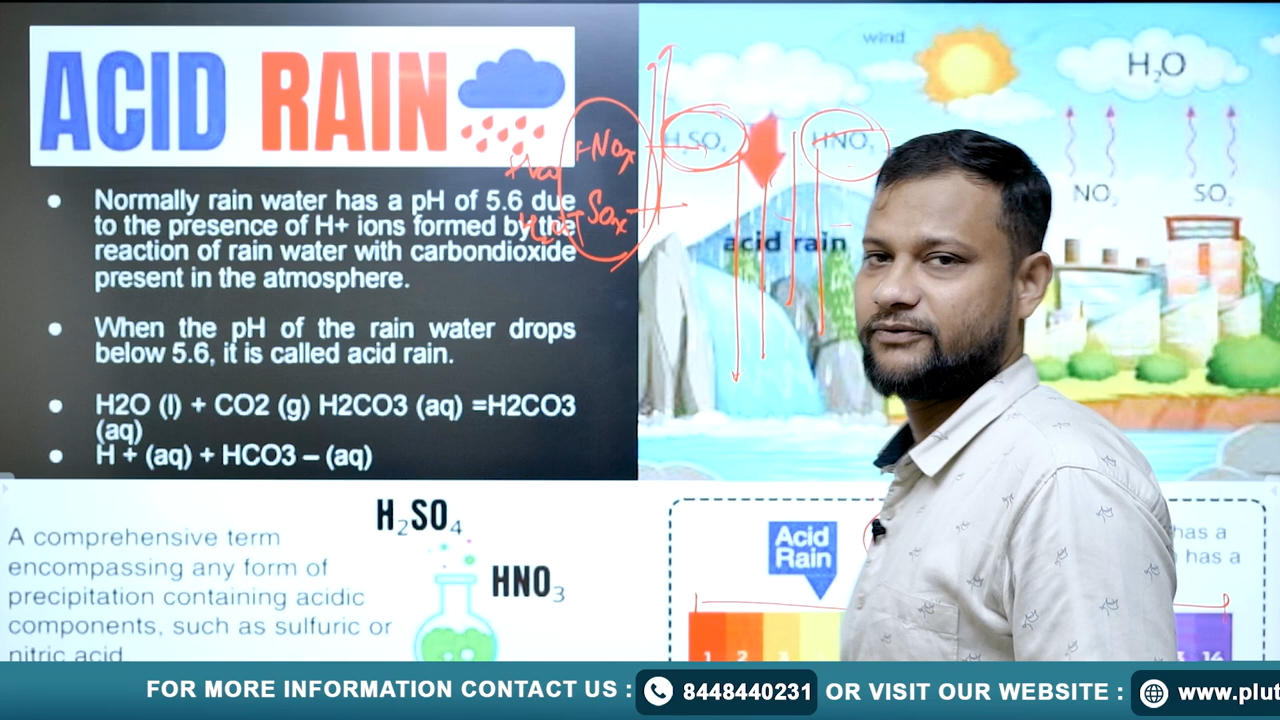 ACID RAIN
Normally rain water has a pH of 5.6 due
to the presence of H+ ions formed by the
reaction of rain water with carbondioxide
present in the atmosphere.
When the pH of the rain water drops
below 5.6, it is called acid rain.
H2O (l) + CO2 (g) H2CO3 (aq) =H2CO3
(aq)
H + (aq) + HCO3 – (aq)
NOx
SOx
wind
H₂O
H₂SO₄
HNO₃
NO₂
SO₂
acid rain
A comprehensive term
encompassing any form of
precipitation containing acidic
components, such as sulfuric or
nitric acid
H₂SO₄
HNO₃
Acid
Rain
has a
has a
1 2 14
FOR MORE INFORMATION CONTACT US : 8448440231 OR VISIT OUR WEBSITE : www.plut